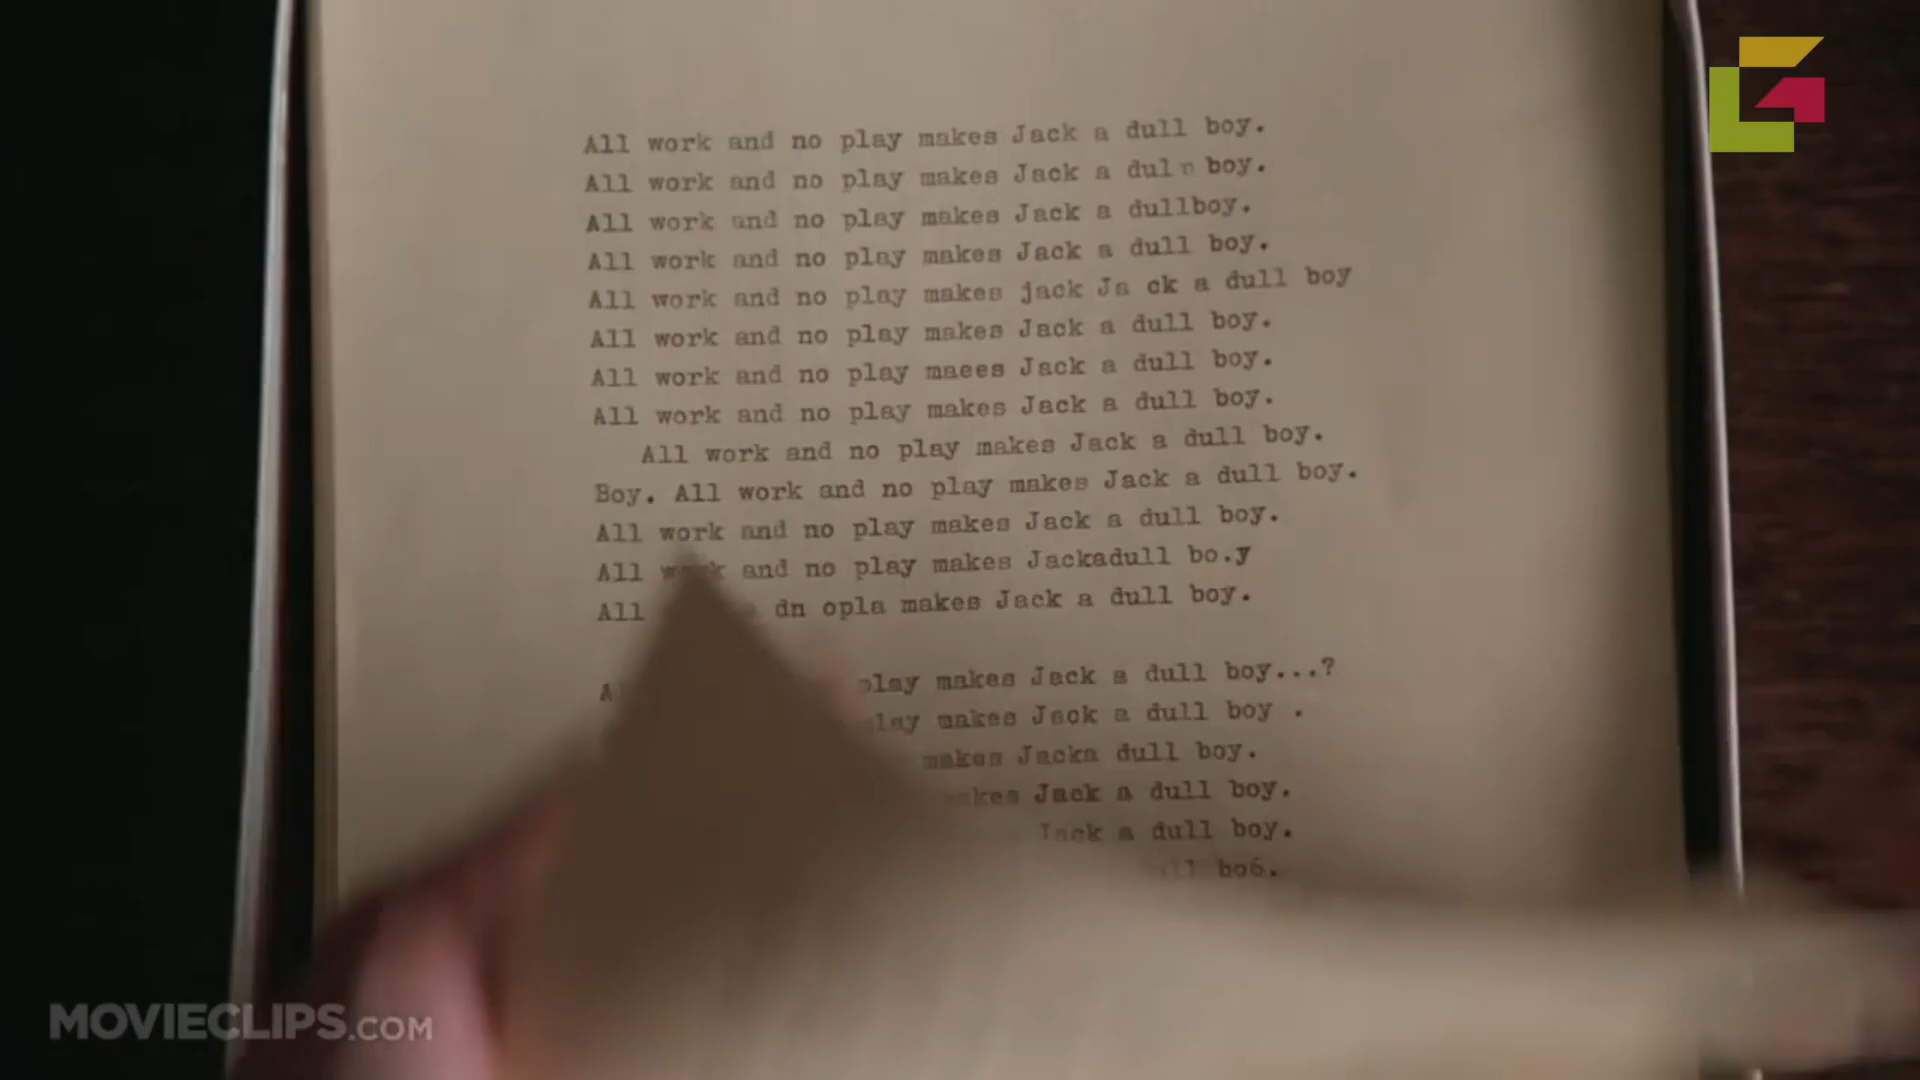 All work and no play makes Jack a dull boy.
All work and no play makes Jack a duln boy.
All work and no play makes Jack a dullboy.
All work and no play makes Jack a dull boy.
All work and no play makes jack Ja ck a dull boy
All work and no play makes Jack a dull boy.
All work and no play maees Jack a dull boy.
All work and no play makes Jack a dull boy.
All work and no play makes Jack a dull boy.
Boy. All work and no play makes Jack a dull boy.
All work and no play makes Jack a dull boy.
All work and no play makes Jackadull bo.y
All dn opla makes Jack a dull boy.
play makes Jack a dull boy...?
play makes Jack a dull boy .
makes Jacka dull boy.
Jack a dull boy.
Jack a dull boy.
bo6.
MOVIECLIPS.COM